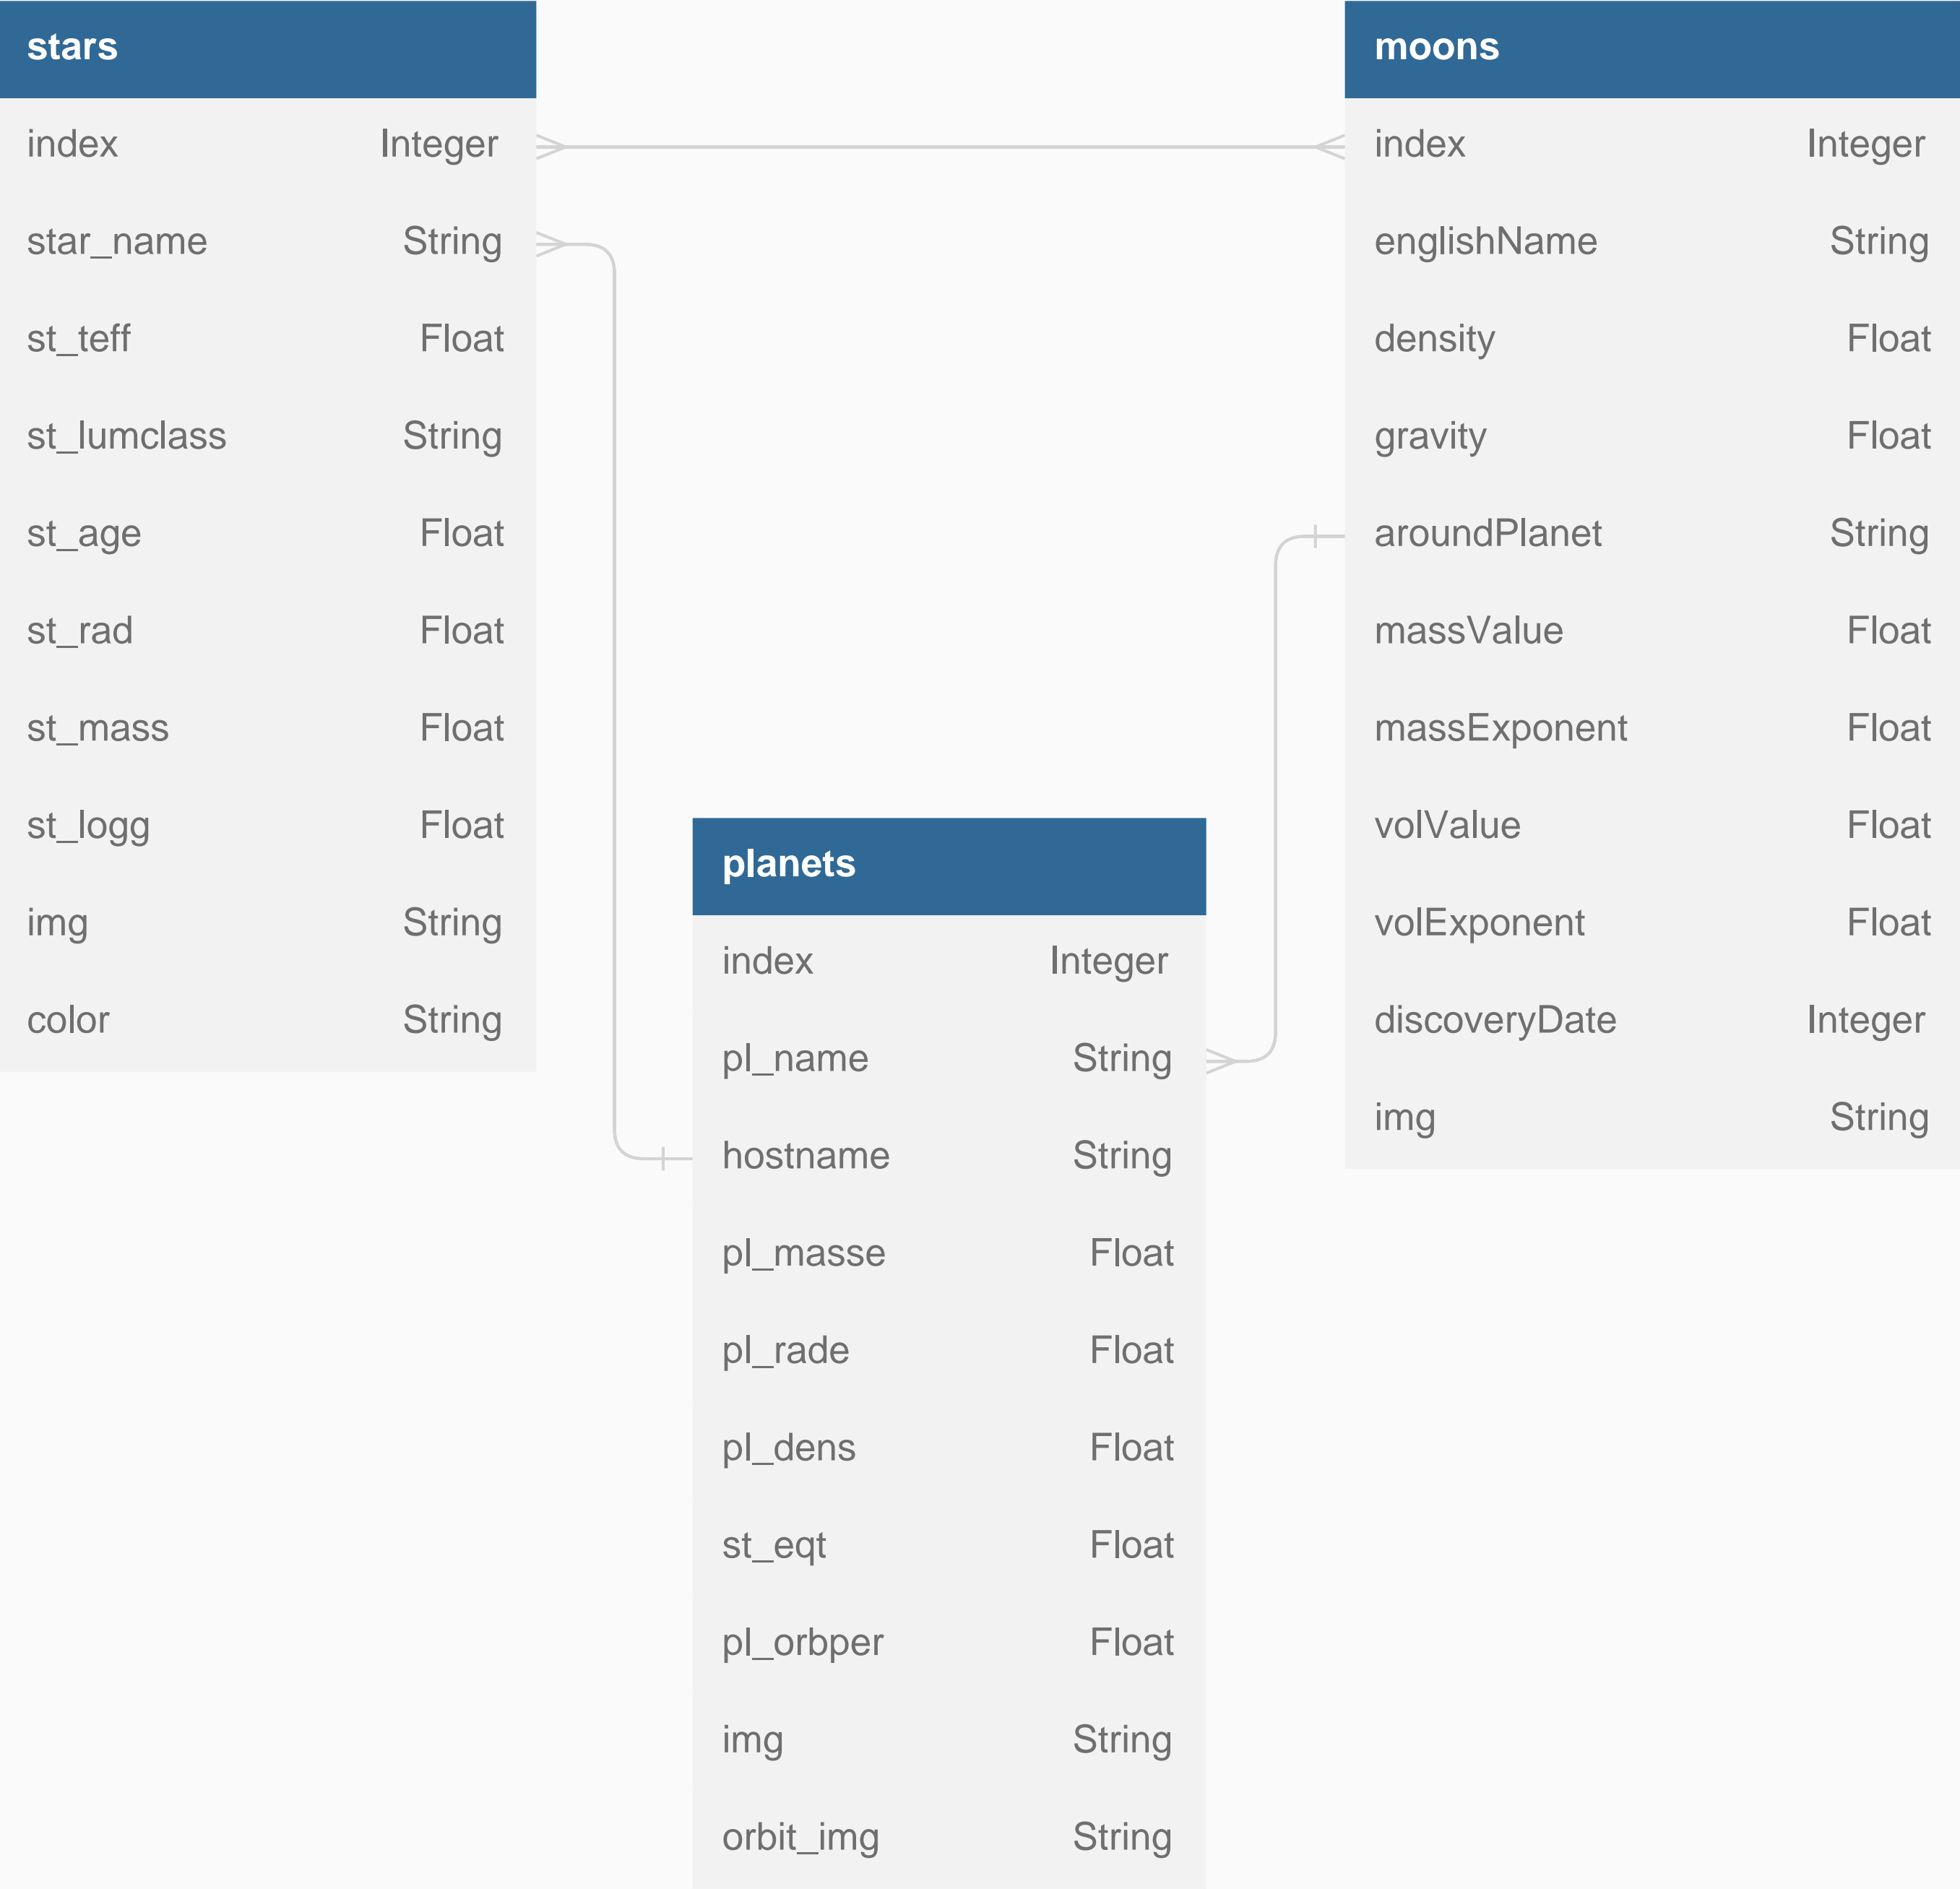 stars
index Integer
star_name String
st_teff Float
st_lumclass String
st_age Float
st_rad Float
st_mass Float
st_logg Float
img String
color String
moons
index Integer
englishName String
density Float
gravity Float
aroundPlanet String
massValue Float
massExponent Float
volValue Float
volExponent Float
discoveryDate Integer
img String
planets
index Integer
pl_name String
hostname String
pl_masse Float
pl_rade Float
pl_dens Float
st_eqt Float
pl_orbper Float
img String
orbit_img String